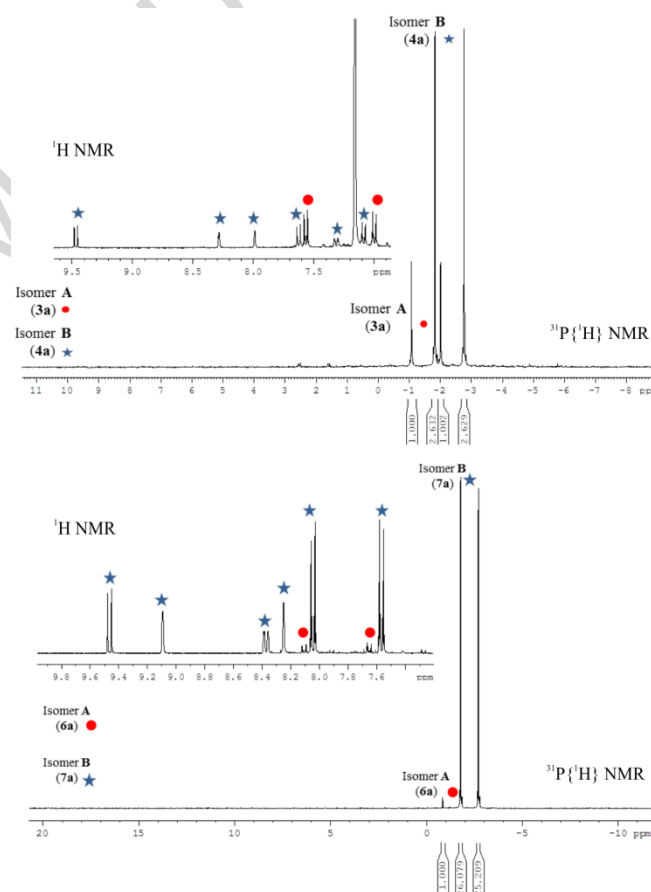 Isomer B
(4a)
¹H NMR
9.5 9.0 8.5 8.0 7.5 ppm
Isomer A
(3a)
Isomer B
(4a)
Isomer A
(3a)
³¹P{¹H} NMR
11 10 9 8 7 6 5 4 3 2 1 0 -1 -2 -3 -4 -5 -6 -7 -8 ppm
1.000 2.632 1.002 2.629
Isomer B
(7a)
¹H NMR
9.8 9.6 9.4 9.2 9.0 8.8 8.6 8.4 8.2 8.0 7.8 7.6 ppm
Isomer A
(6a)
Isomer B
(7a)
Isomer A
(6a)
³¹P{¹H} NMR
20 15 10 5 0 -5 -10 ppm
1.000 6.079 5.209